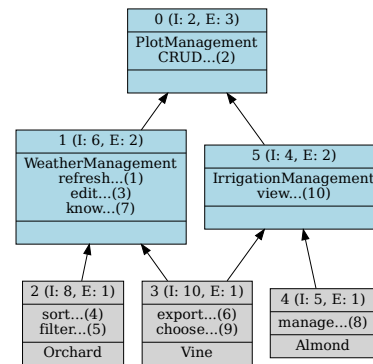 0 (I: 2, E: 3)
PlotManagement
CRUD...(2)
1 (I: 6, E: 2)
WeatherManagement
refresh...(1)
edit...(3)
know...(7)
5 (I: 4, E: 2)
IrrigationManagement
view...(10)
2 (I: 8, E: 1)
sort...(4)
filter...(5)
Orchard
3 (I: 10, E: 1)
export...(6)
choose...(9)
Vine
4 (I: 5, E: 1)
manage...(8)
Almond